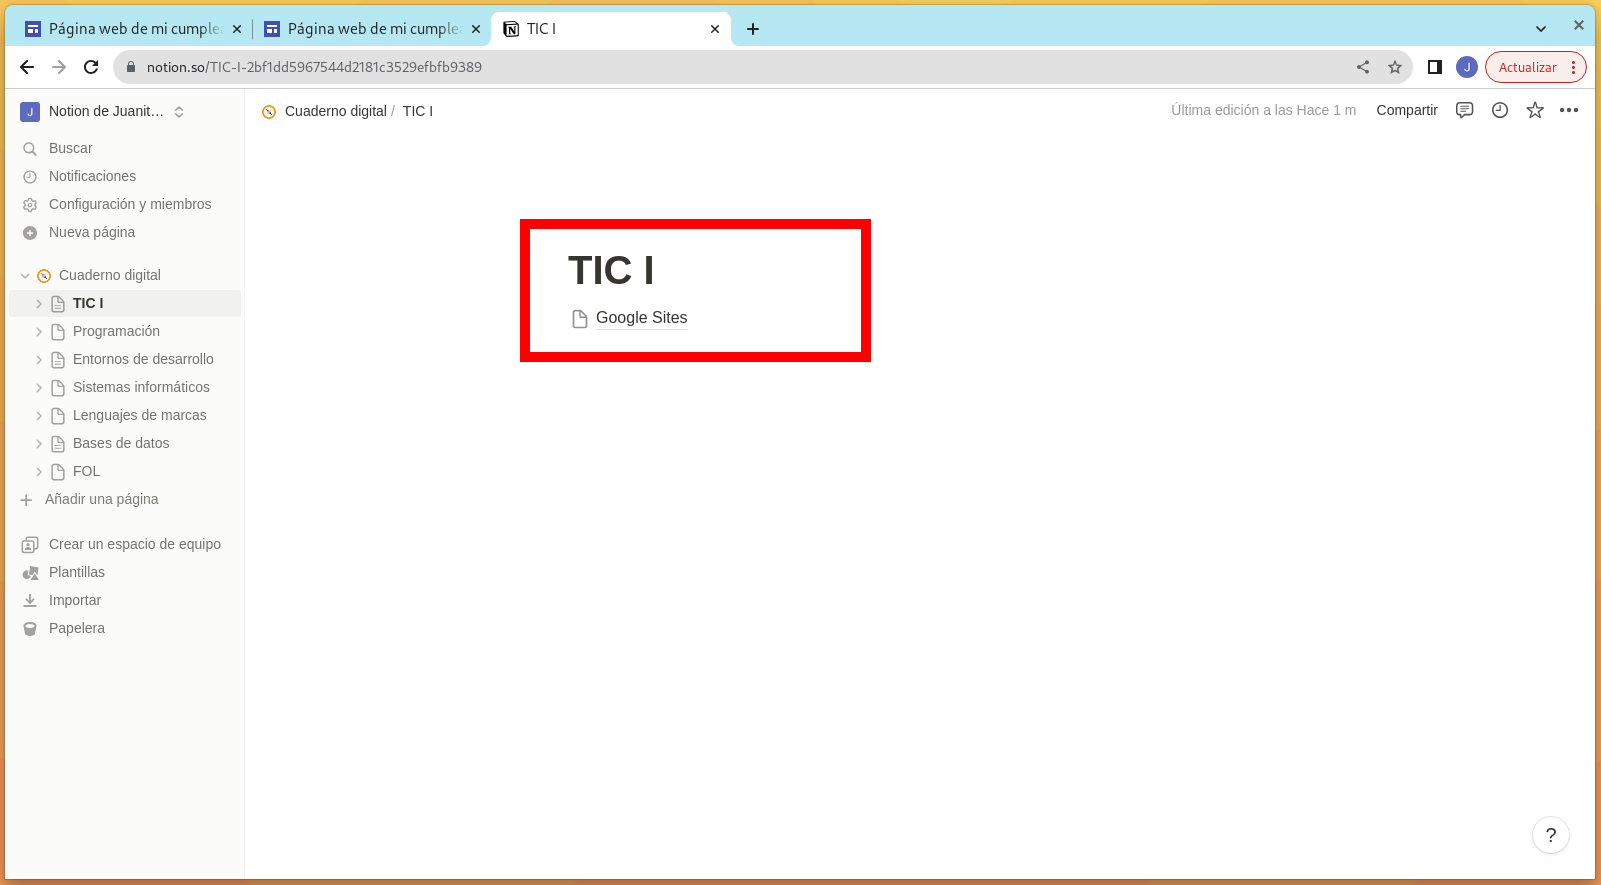 Página web de mi cumplea
Página web de mi cumplea
TIC I
notion.so/TIC-I-2bf1dd5967544d2181c3529efbfb9389
J
Actualizar
J
Notion de Juanit…
Cuaderno digital / TIC I
Última edición a las Hace 1 m
Compartir
Buscar
Notificaciones
Configuración y miembros
Nueva página
Cuaderno digital
TIC I
Programación
Entornos de desarrollo
Sistemas informáticos
Lenguajes de marcas
Bases de datos
FOL
Añadir una página
Crear un espacio de equipo
Plantillas
Importar
Papelera
TIC I
Google Sites
?